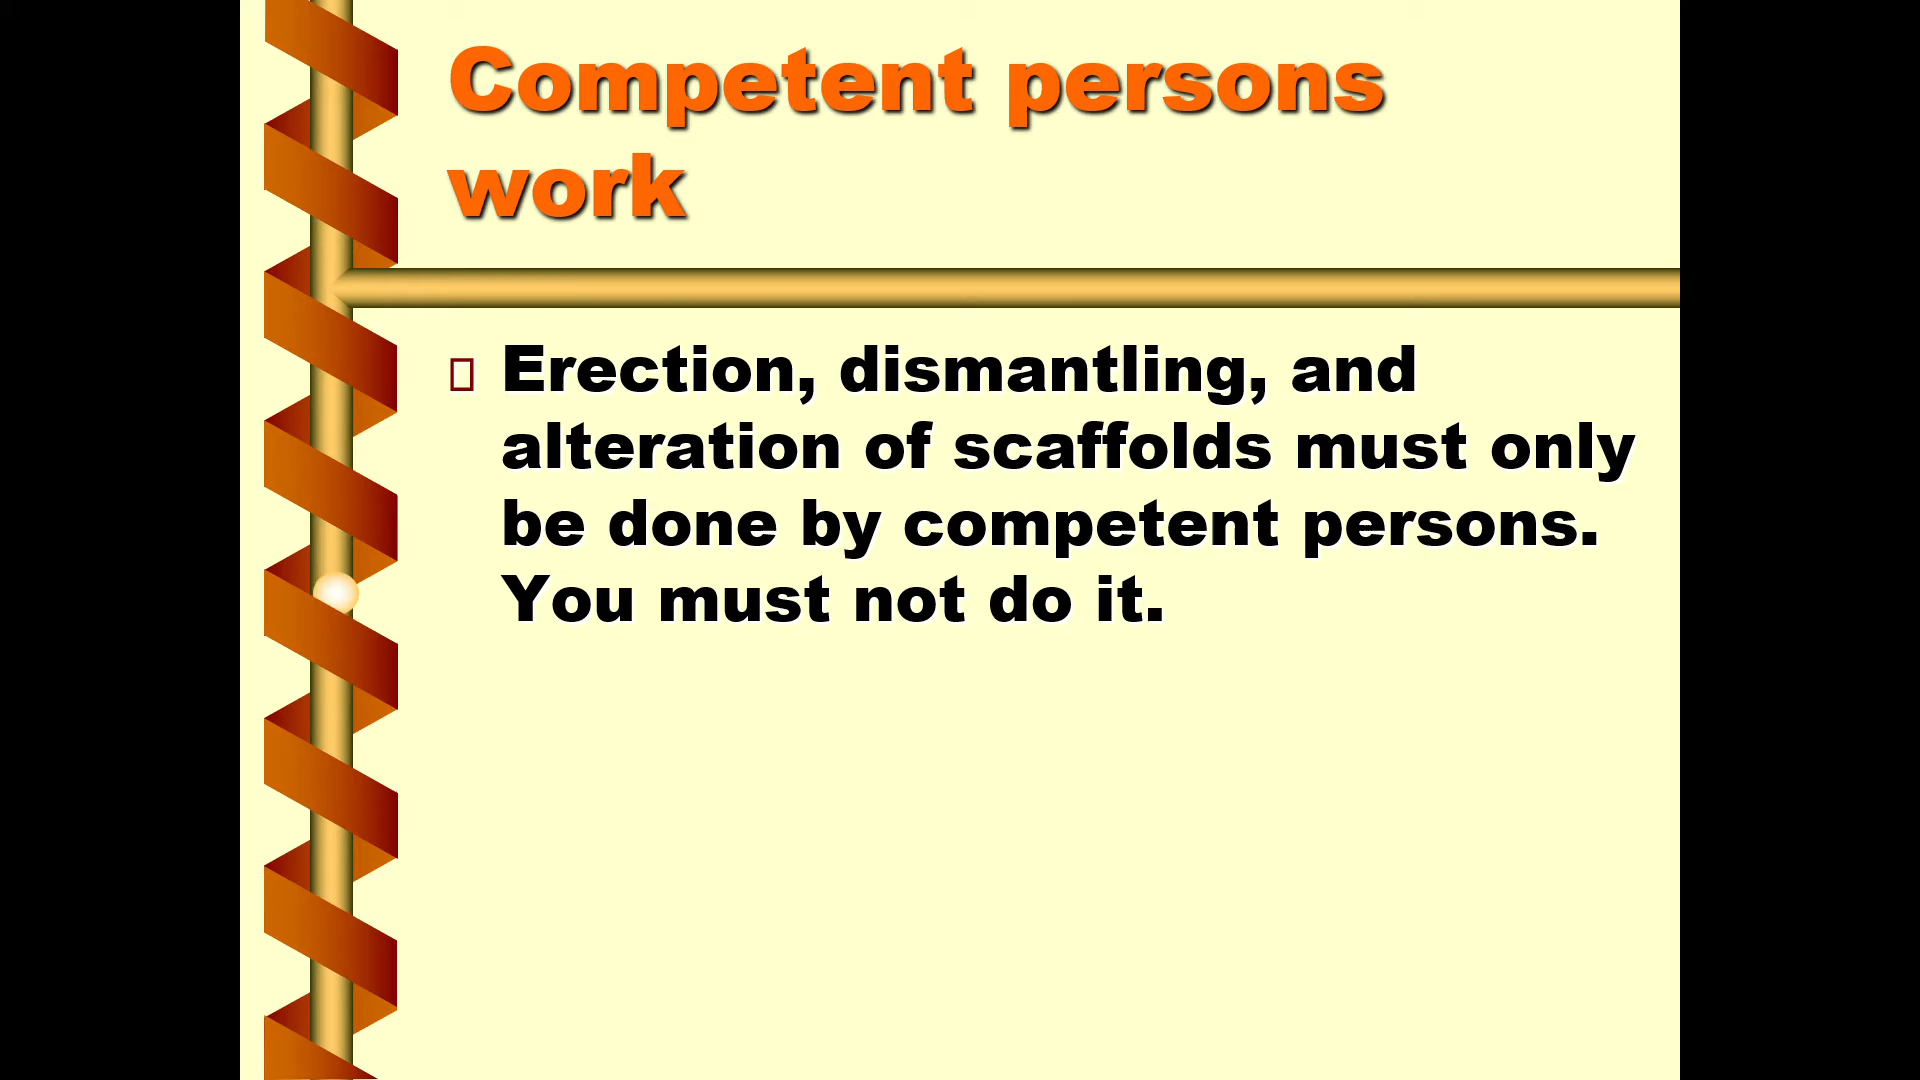 Competent persons
work
Erection, dismantling, and
alteration of scaffolds must only
be done by competent persons.
You must not do it.